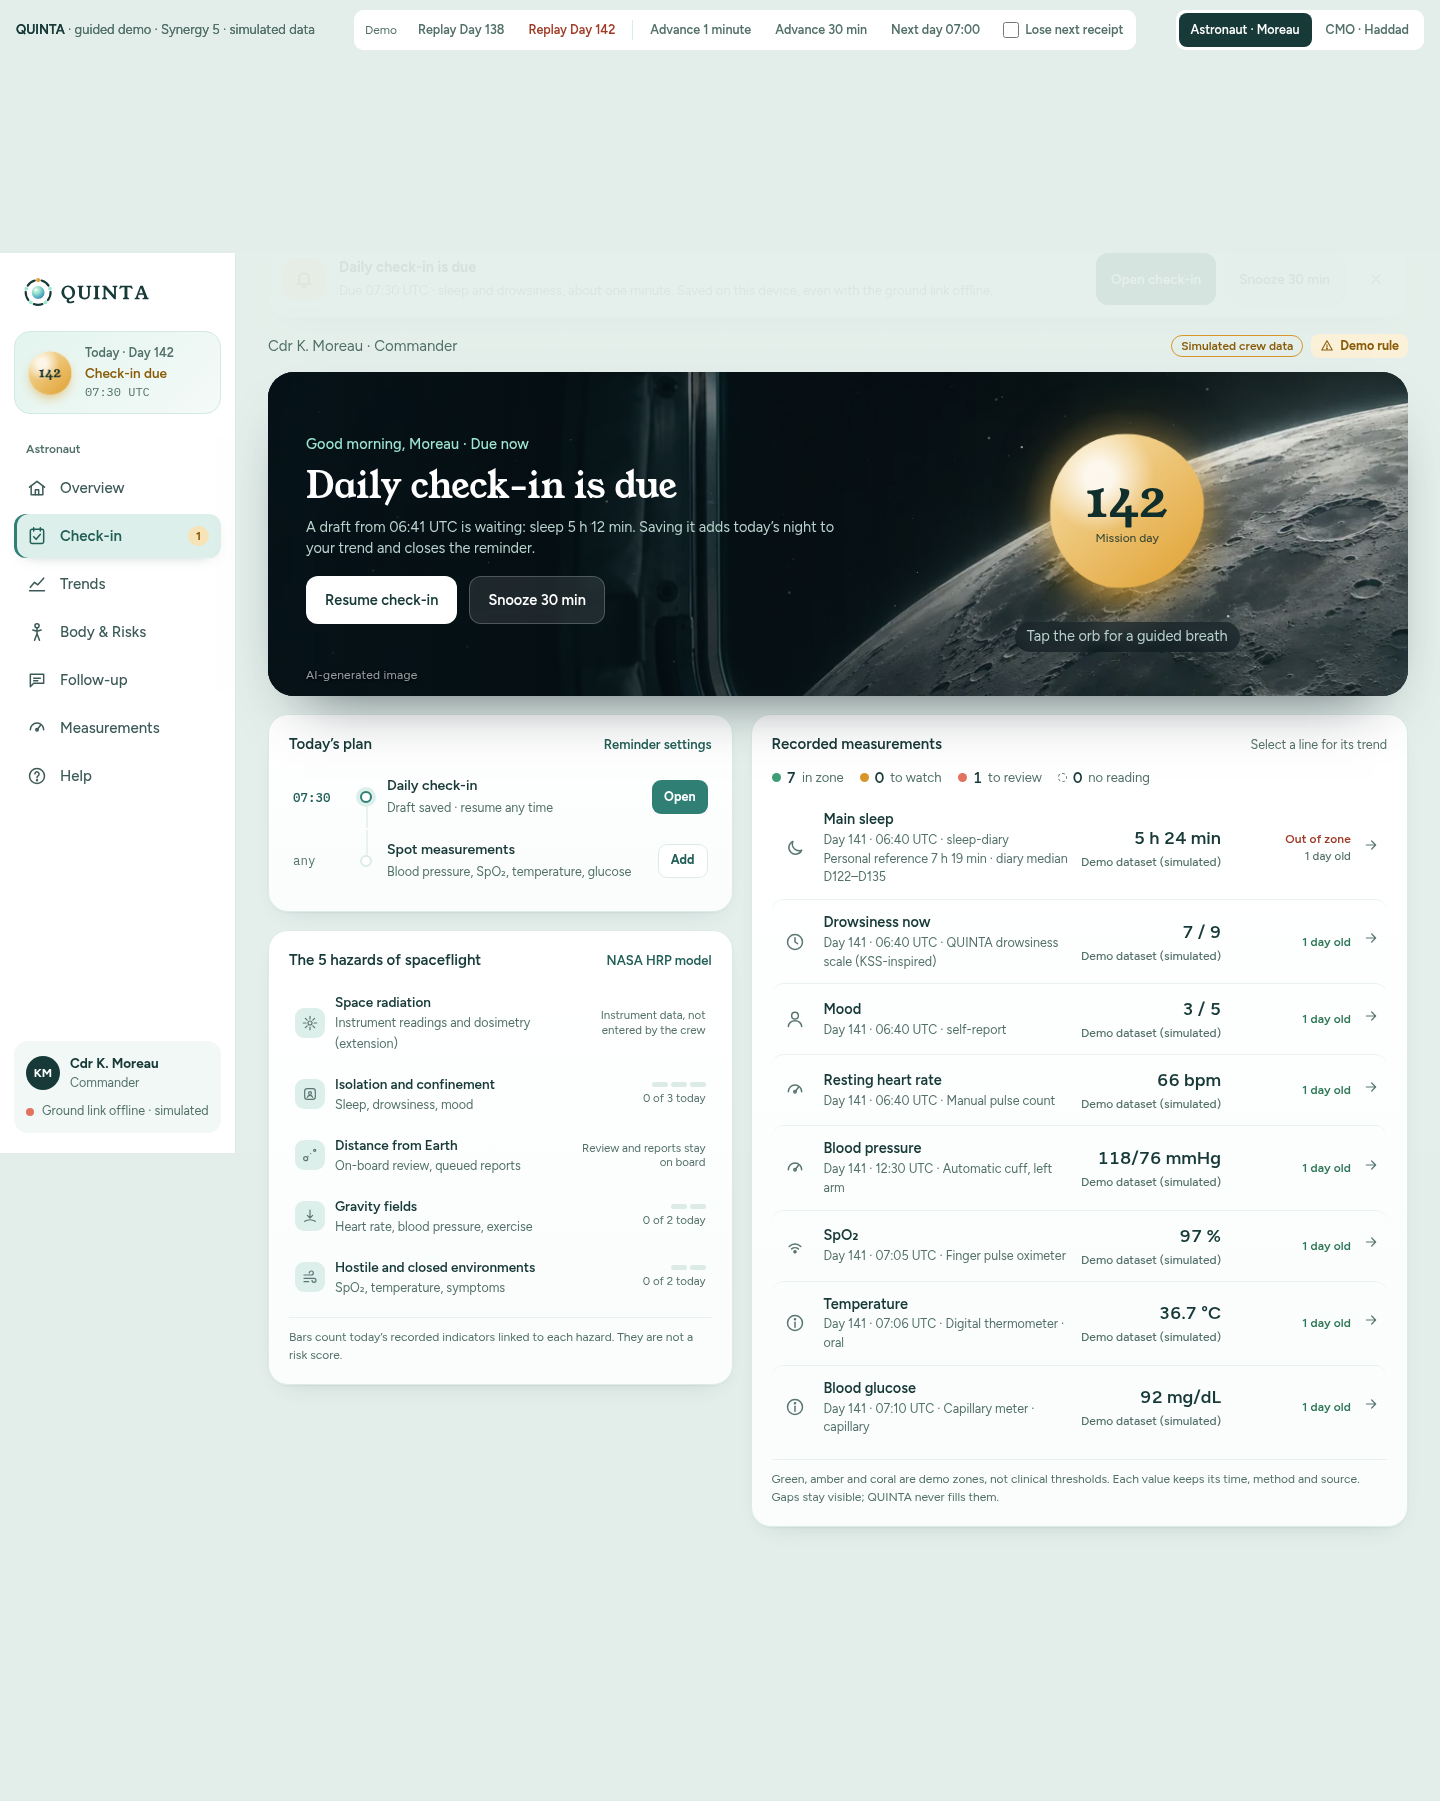 QUINTA · guided demo · Synergy 5 · simulated data
Demo
Replay Day 138
Replay Day 142
Advance 1 minute
Advance 30 min
Next day 07:00
Lose next receipt
Astronaut · Moreau
CMO · Haddad
QUINTA
142
Today · Day 142
Check-in due
07:30 UTC
Astronaut
Overview
Check-in
1
Trends
Body & Risks
Follow-up
Measurements
Help
KM
Cdr K. Moreau
Commander
Ground link offline · simulated
Daily check-in is due
Due 07:30 UTC · sleep and drowsiness, about one minute. Saved on this device, even with the ground link offline.
Open check-in
Snooze 30 min
Cdr K. Moreau · Commander
Simulated crew data
Demo rule
Good morning, Moreau · Due now
Daily check-in is due
A draft from 06:41 UTC is waiting: sleep 5 h 12 min. Saving it adds today’s night to
your trend and closes the reminder.
Resume check-in
Snooze 30 min
AI-generated image
142
Mission day
Tap the orb for a guided breath
Today’s plan
Reminder settings
07:30
Daily check-in
Draft saved · resume any time
Open
any
Spot measurements
Blood pressure, SpO₂, temperature, glucose
Add
The 5 hazards of spaceflight
NASA HRP model
Space radiation
Instrument readings and dosimetry
(extension)
Instrument data, not
entered by the crew
Isolation and confinement
Sleep, drowsiness, mood
0 of 3 today
Distance from Earth
On-board review, queued reports
Review and reports stay
on board
Gravity fields
Heart rate, blood pressure, exercise
0 of 2 today
Hostile and closed environments
SpO₂, temperature, symptoms
0 of 2 today
Bars count today’s recorded indicators linked to each hazard. They are not a
risk score.
Recorded measurements
Select a line for its trend
7 in zone
0 to watch
1 to review
0 no reading
Main sleep
Day 141 · 06:40 UTC · sleep-diary
Personal reference 7 h 19 min · diary median
D122–D135
5 h 24 min
Demo dataset (simulated)
Out of zone
1 day old
Drowsiness now
Day 141 · 06:40 UTC · QUINTA drowsiness
scale (KSS-inspired)
7 / 9
Demo dataset (simulated)
1 day old
Mood
Day 141 · 06:40 UTC · self-report
3 / 5
Demo dataset (simulated)
1 day old
Resting heart rate
Day 141 · 06:40 UTC · Manual pulse count
66 bpm
Demo dataset (simulated)
1 day old
Blood pressure
Day 141 · 12:30 UTC · Automatic cuff, left
arm
118/76 mmHg
Demo dataset (simulated)
1 day old
SpO₂
Day 141 · 07:05 UTC · Finger pulse oximeter
97 %
Demo dataset (simulated)
1 day old
Temperature
Day 141 · 07:06 UTC · Digital thermometer ·
oral
36.7 °C
Demo dataset (simulated)
1 day old
Blood glucose
Day 141 · 07:10 UTC · Capillary meter ·
capillary
92 mg/dL
Demo dataset (simulated)
1 day old
Green, amber and coral are demo zones, not clinical thresholds. Each value keeps its time, method and source.
Gaps stay visible; QUINTA never fills them.